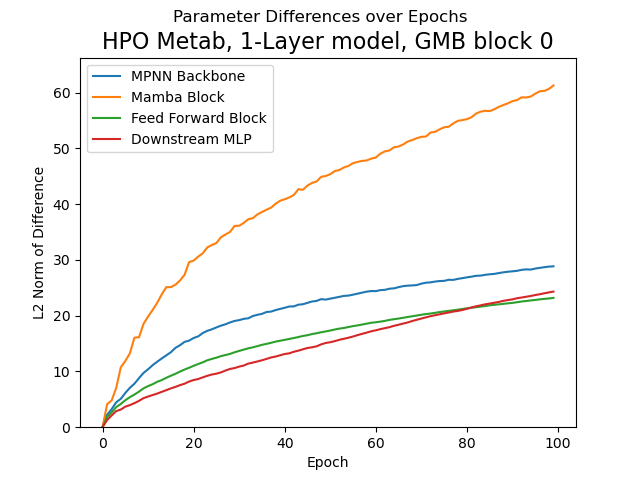 Parameter Differences over Epochs
HPO Metab, 1-Layer model, GMB block 0
MPNN Backbone
Mamba Block
Feed Forward Block
Downstream MLP
L2 Norm of Difference
60
50
40
30
20
10
0
0 20 40 60 80 100
Epoch